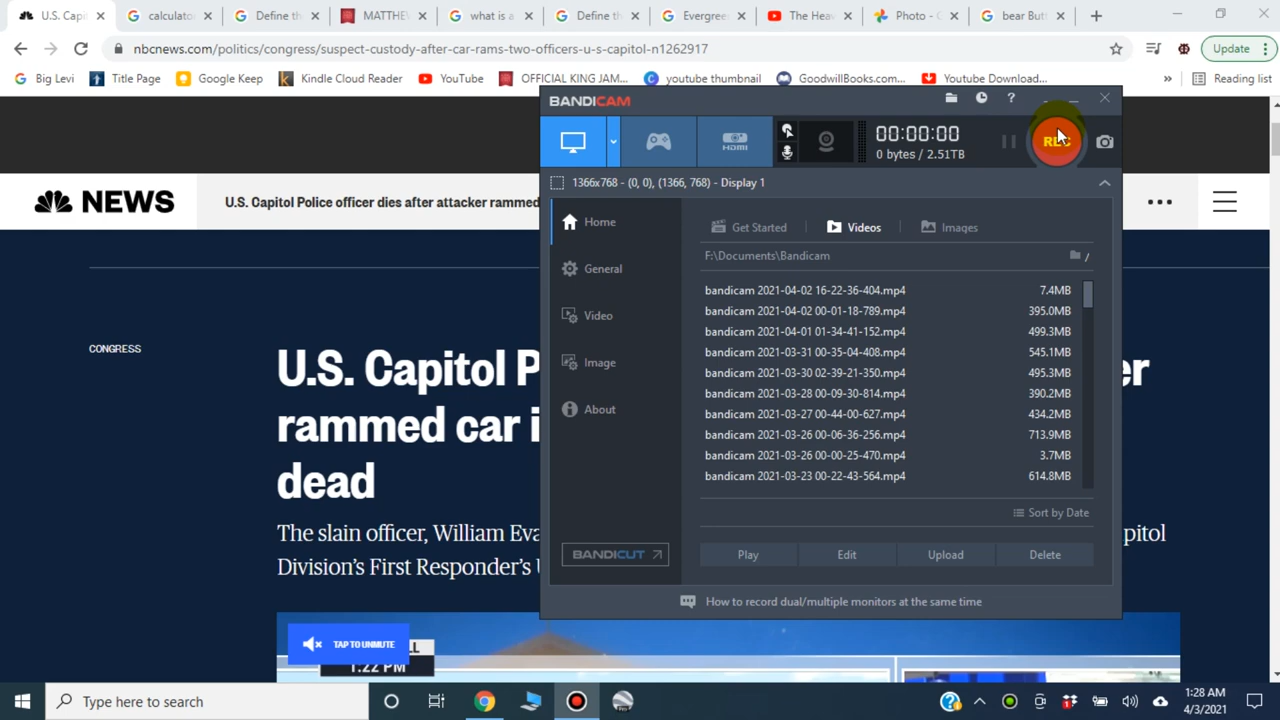 U.S. Capi
calculato
Define th
MATTHE
what is a
Define th
Evergree
The Hea
Photo - G
bear Butt
nbcnews.com/politics/congress/suspect-custody-after-car-rams-two-officers-u-s-capitol-n1262917
Update
Big Levi
Title Page
Google Keep
Kindle Cloud Reader
YouTube
OFFICIAL KING JAM...
youtube thumbnail
GoodwillBooks.com...
Youtube Download...
»
Reading list
NEWS
U.S. Capitol Police officer dies after attacker rammed
CONGRESS
U.S. Capitol P
er
rammed car i
dead
The slain officer, William Eva
pitol
Division's First Responder's U
TAP TO UNMUTE
LL
1:22 PM
BANDICAM
?
00:00:00
0 bytes / 2.51TB
REC
1366x768 - (0, 0), (1366, 768) - Display 1
Home
General
Video
Image
About
BANDICUT
Get Started
Videos
Images
F:\Documents\Bandicam
/
bandicam 2021-04-02 16-22-36-404.mp4 7.4MB
bandicam 2021-04-02 00-01-18-789.mp4 395.0MB
bandicam 2021-04-01 01-34-41-152.mp4 499.3MB
bandicam 2021-03-31 00-35-04-408.mp4 545.1MB
bandicam 2021-03-30 02-39-21-350.mp4 495.3MB
bandicam 2021-03-28 00-09-30-814.mp4 390.2MB
bandicam 2021-03-27 00-44-00-627.mp4 434.2MB
bandicam 2021-03-26 00-06-36-256.mp4 713.9MB
bandicam 2021-03-26 00-00-25-470.mp4 3.7MB
bandicam 2021-03-23 00-22-43-564.mp4 614.8MB
Sort by Date
Play
Edit
Upload
Delete
How to record dual/multiple monitors at the same time
Type here to search
1:28 AM
4/3/2021